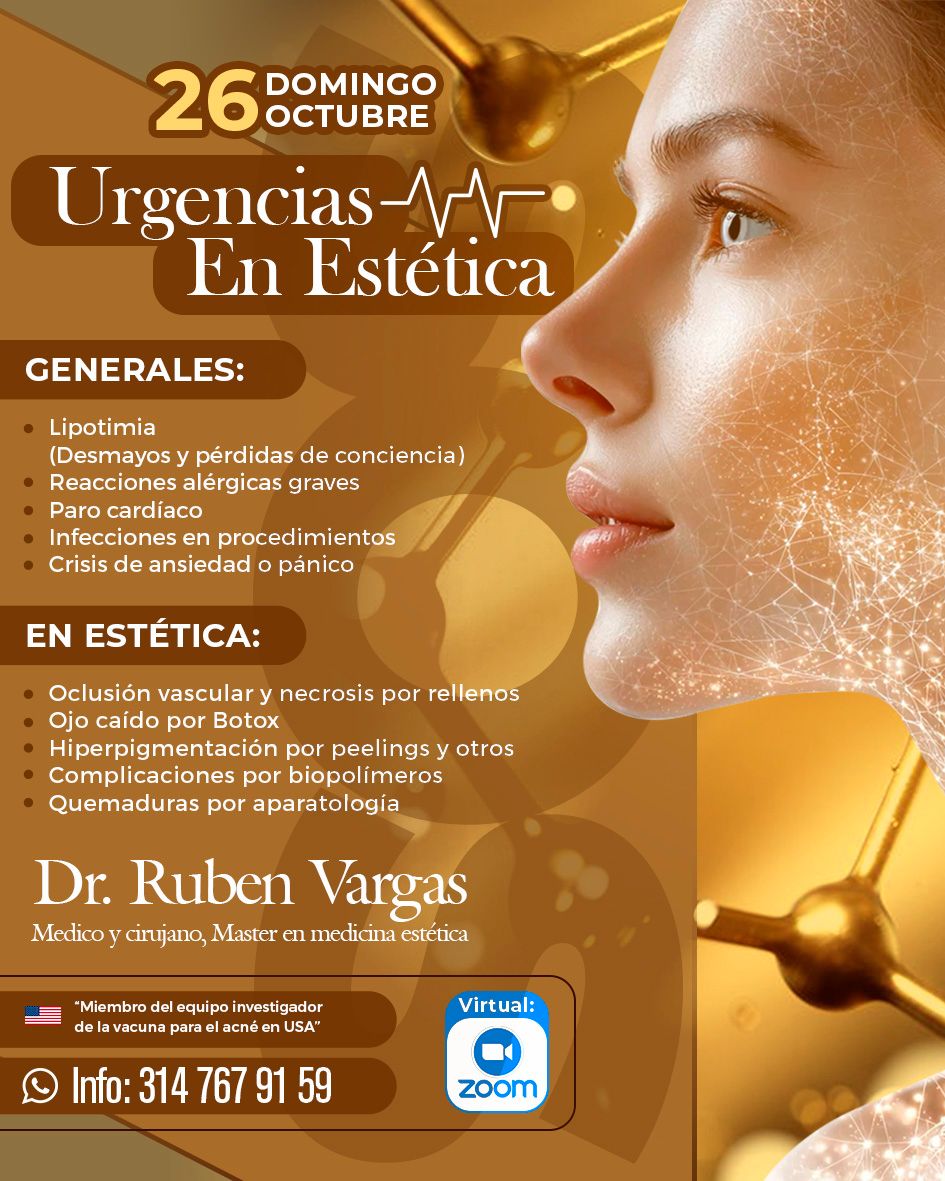 26 DOMINGO
OCTUBRE
Urgencias
En Estética
GENERALES:
Lipotimia
(Desmayos y pérdidas de conciencia)
Reacciones alérgicas graves
Paro cardíaco
Infecciones en procedimientos
Crisis de ansiedad o pánico
EN ESTÉTICA:
Oclusión vascular y necrosis por rellenos
Ojo caído por Botox
Hiperpigmentación por peelings y otros
Complicaciones por biopolímeros
Quemaduras por aparatología
Dr. Ruben Vargas
Medico y cirujano, Master en medicina estética
“Miembro del equipo investigador
de la vacuna para el acné en USA”
Info: 314 767 91 59
Virtual:
zoom